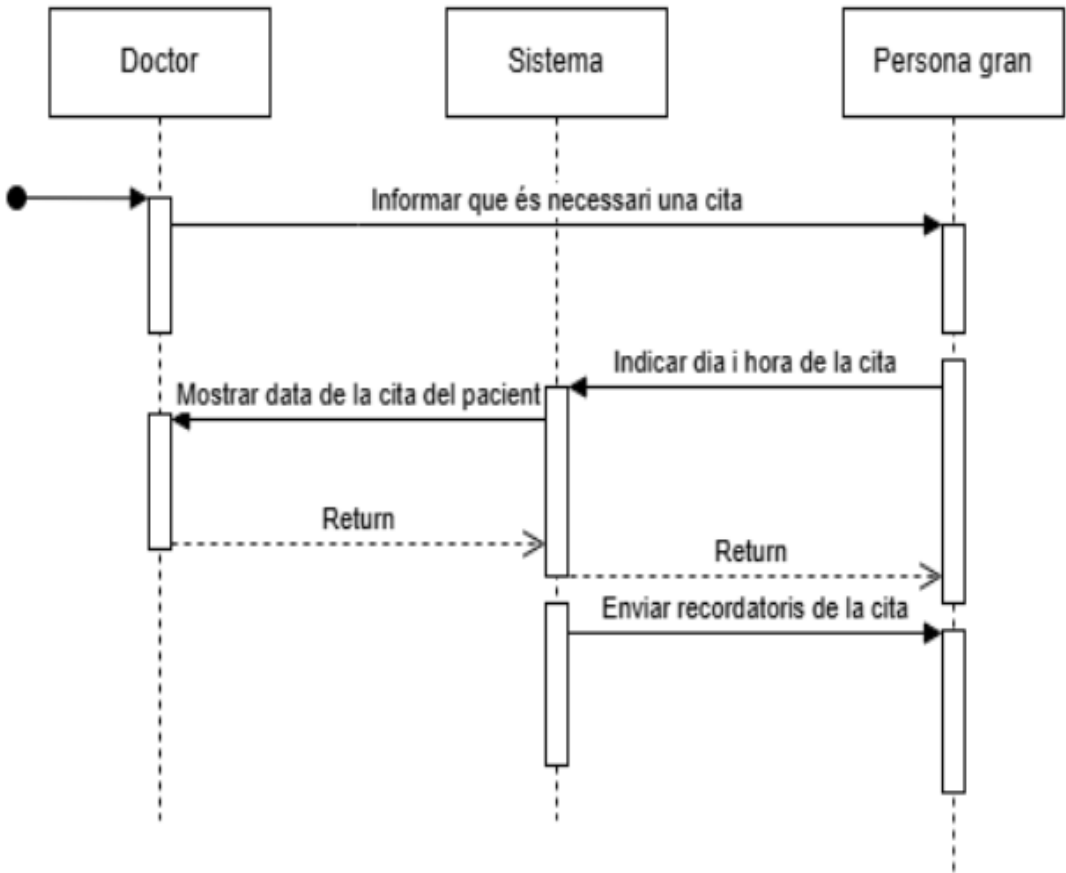 Doctor
Sistema
Persona gran
Informar que és necessari una cita
Indicar dia i hora de la cita
Mostrar data de la cita del pacient
Return
Return
Enviar recordatoris de la cita